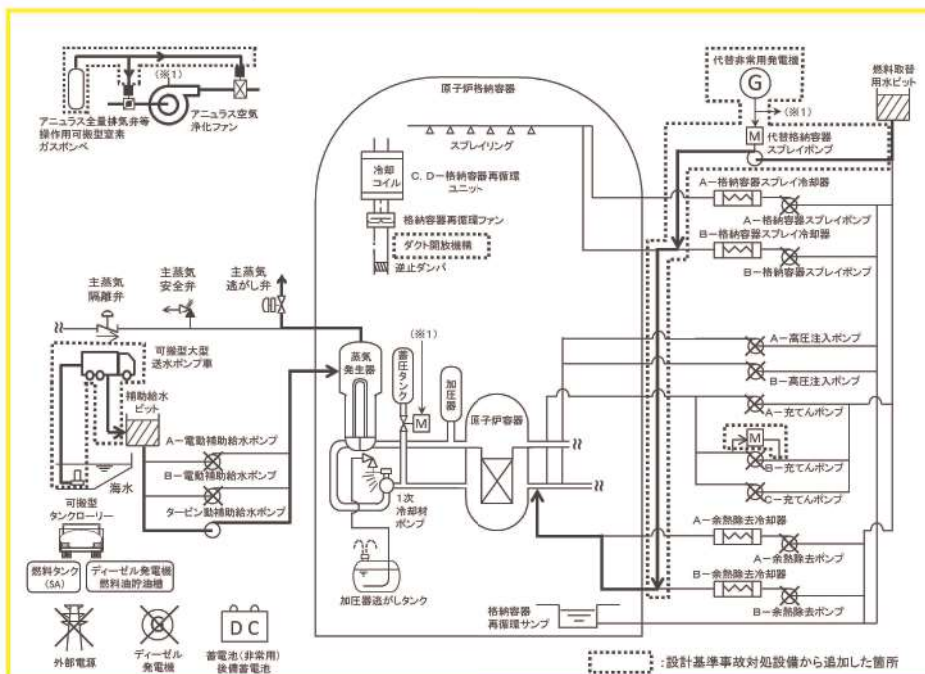 (※1)
アニュラス全量排気弁等
操作用可搬型窒素
ガスボンベ
アニュラス空気
浄化ファン
原子炉格納容器
スプレイリング
冷却
コイル
C, D－格納容器再循環
ユニット
格納容器再循環ファン
ダクト開放機構
逆止ダンパ
代替非常用発電機
G
(※1)
M
代替格納容器
スプレイポンプ
燃料取替
用水ピット
A－格納容器スプレイ冷却器
A－格納容器スプレイポンプ
B－格納容器スプレイ冷却器
B－格納容器スプレイポンプ
主蒸気
隔離弁
主蒸気
安全弁
主蒸気
逃がし弁
可搬型大型
送水ポンプ車
補助給水
ピット
海水
A－電動補助給水ポンプ
B－電動補助給水ポンプ
タービン動補助給水ポンプ
蒸気
発生器
蓄圧タンク
(※1)
M
加圧器
原子炉容器
1次
冷却材
ポンプ
加圧器逃がしタンク
A－高圧注入ポンプ
B－高圧注入ポンプ
A－充てんポンプ
M
B－充てんポンプ
C－充てんポンプ
A－余熱除去冷却器
A－余熱除去ポンプ
B－余熱除去冷却器
B－余熱除去ポンプ
格納容器
再循環サンプ
可搬型
タンクローリー
燃料タンク
(SA)
ディーゼル発電機
燃料油貯油槽
外部電源
G
ディーゼル
発電機
DC
蓄電池(非常用)
後備蓄電池
:設計基準事故対処設備から追加した箇所